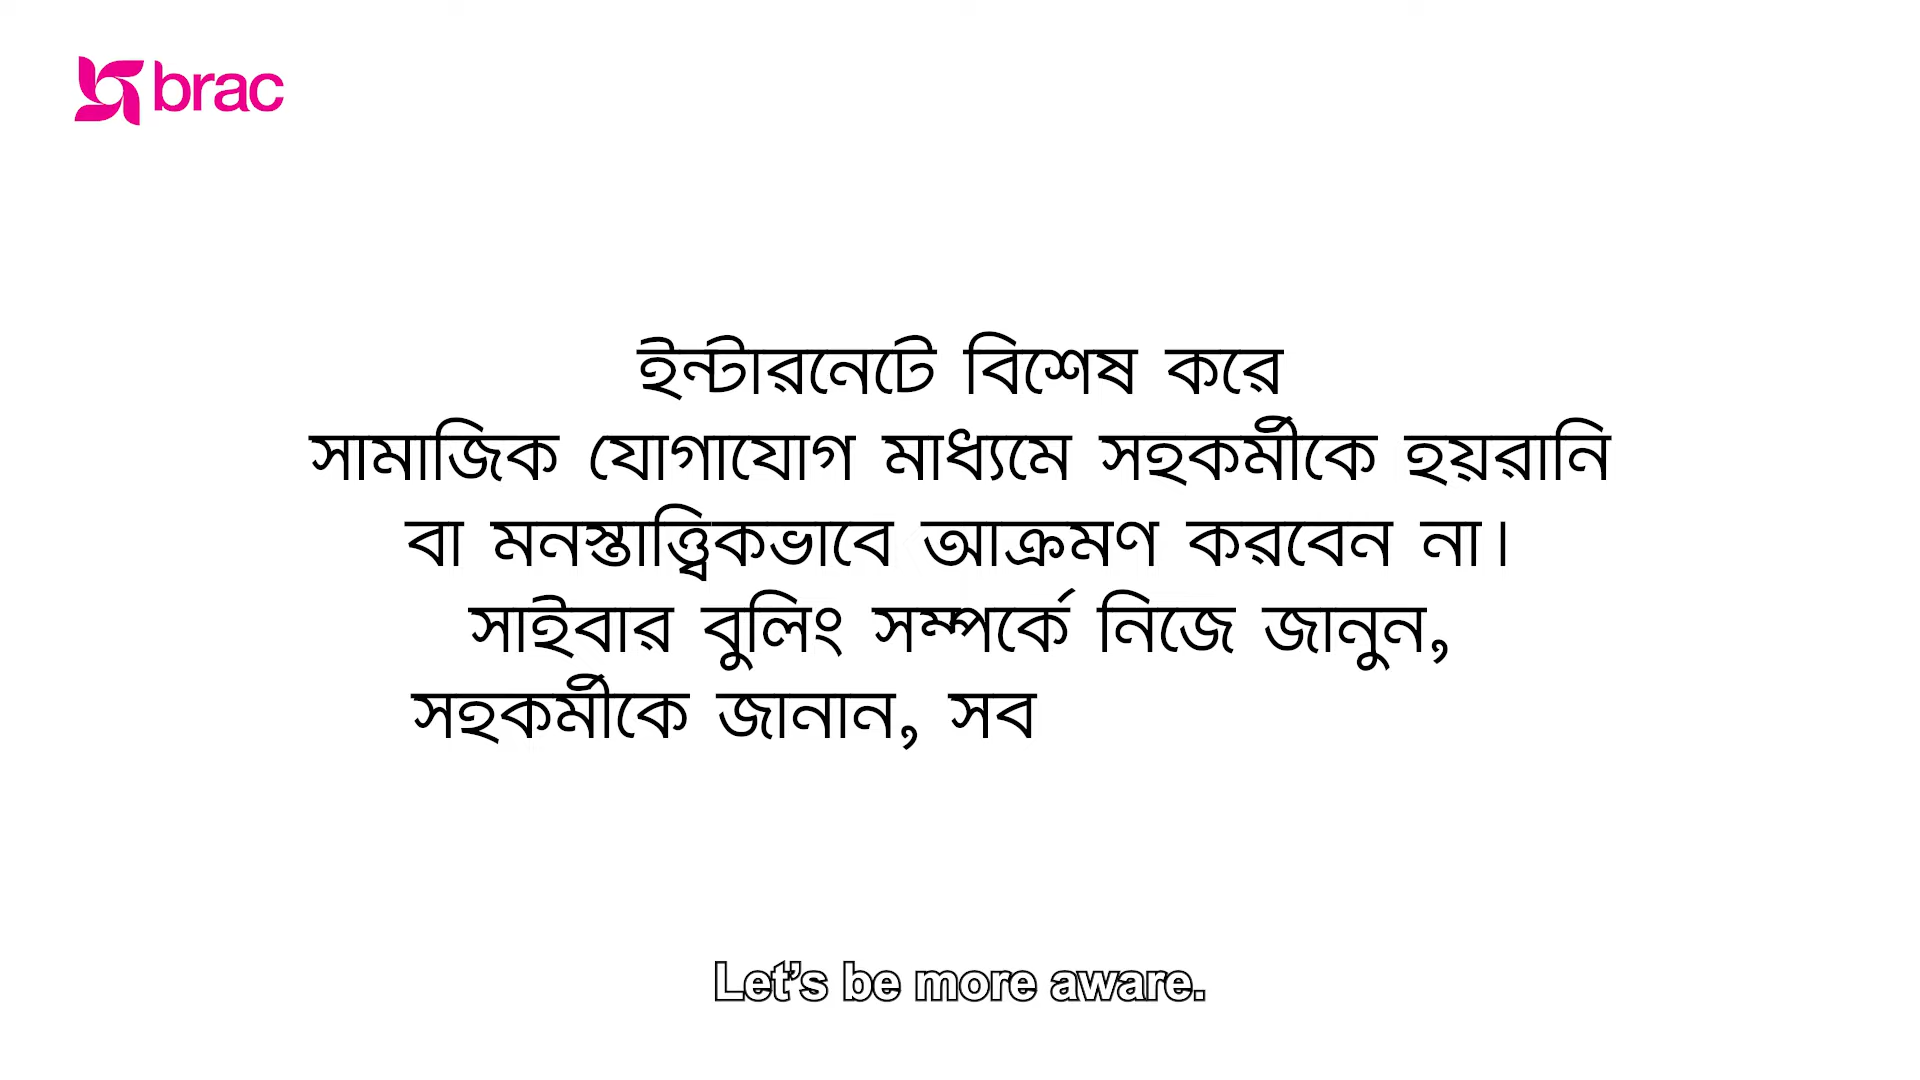 brac
ইন্টারনেটে বিশেষ করে
সামাজিক যোগাযোগ মাধ্যমে সহকর্মীকে হয়রানি
বা মনস্তাত্ত্বিকভাবে আক্রমণ করবেন না।
সাইবার বুলিং সম্পর্কে নিজে জানুন,
সহকর্মীকে জানান, সব
Let’s be more aware.